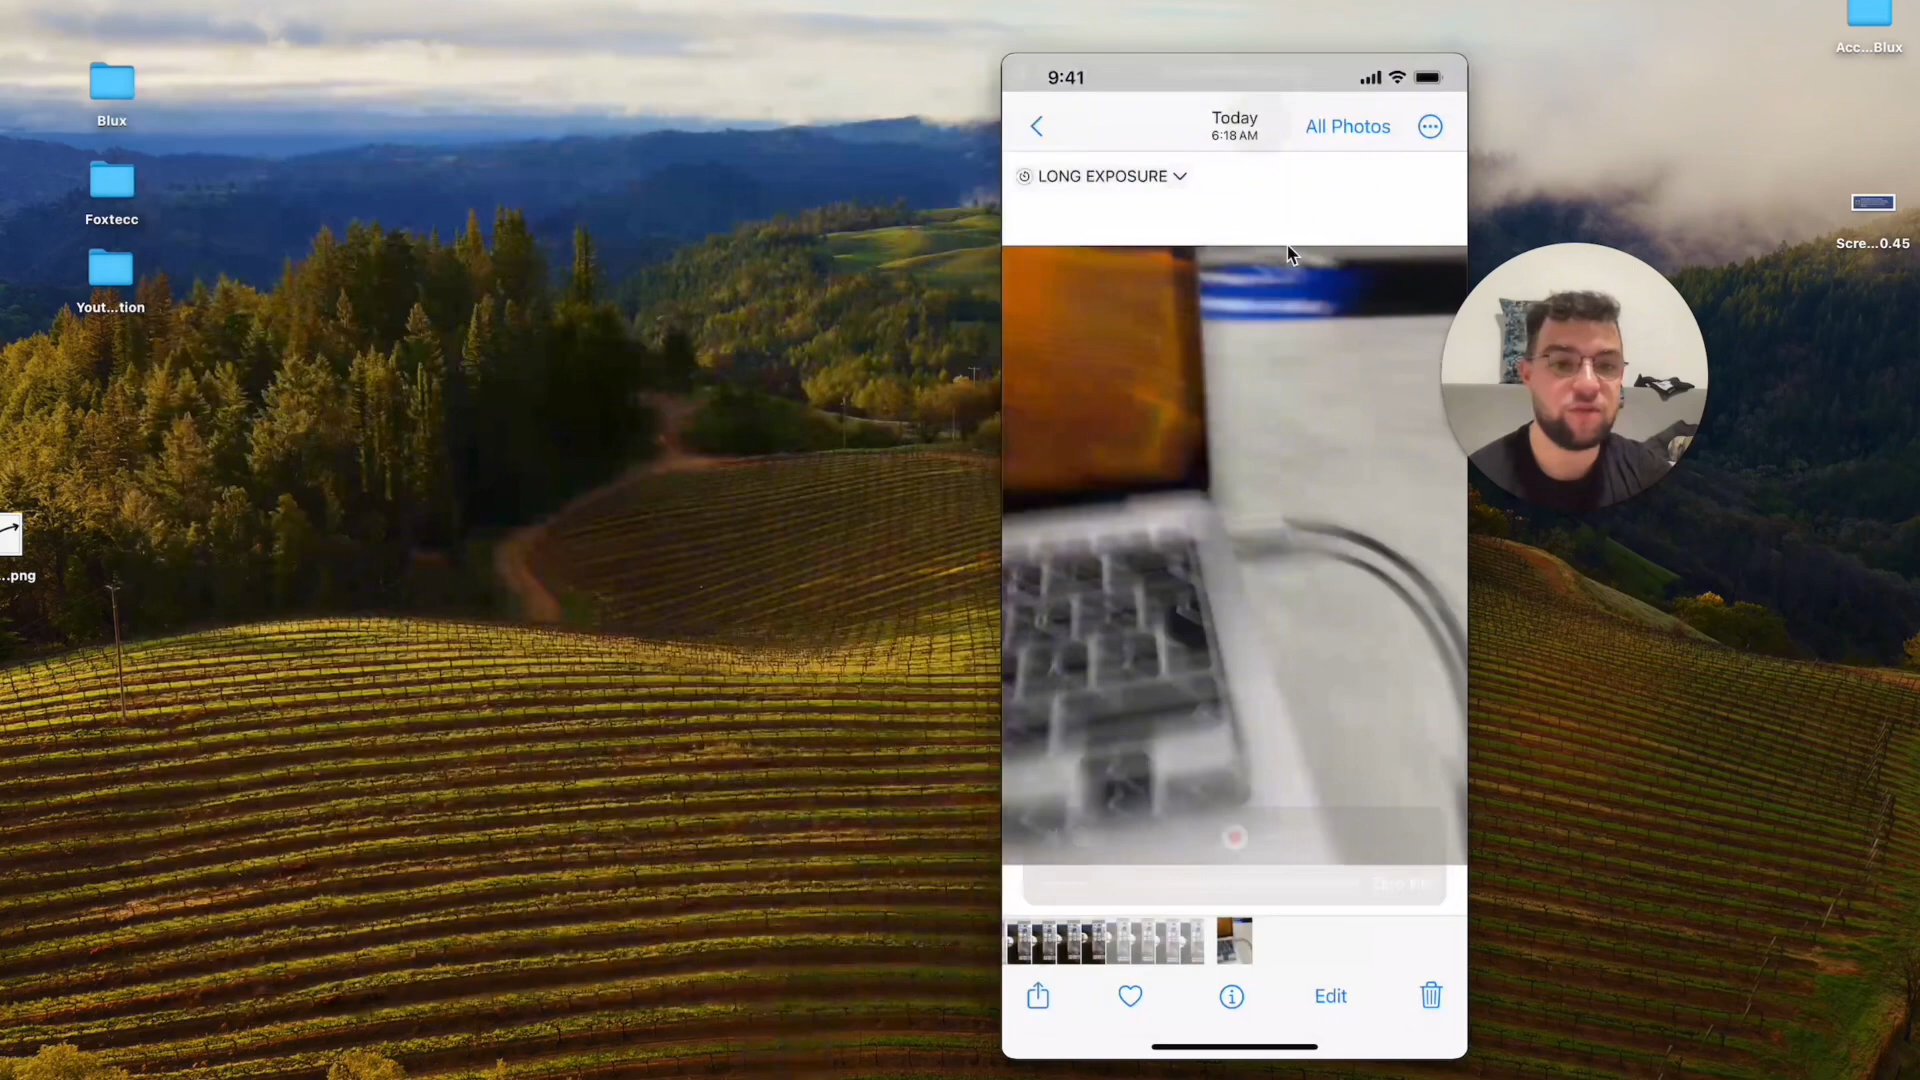 Blux
Foxtecc
Yout...tion
...png
9:41
Today
6:18 AM
All Photos
LONG EXPOSURE
Edit
Acc...Blux
Scre...0.45